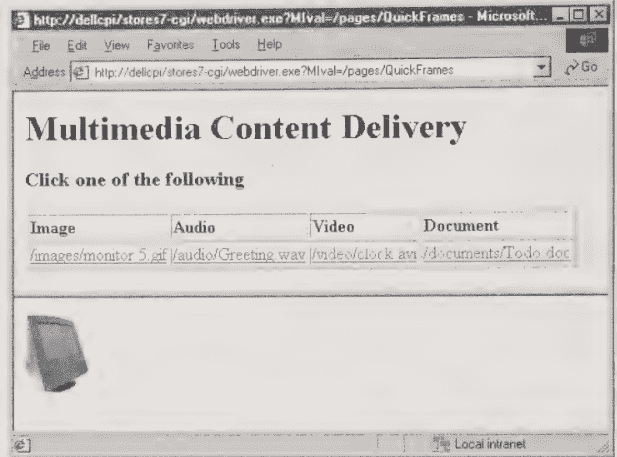 http://dellcpi/stores7-cgi/webdriver.exe?MIval=/pages/QuickFrames - Microsoft...
File Edit View Favorites Tools Help
Address http://dellcpi/stores7-cgi/webdriver.exe?MIval=/pages/QuickFrames Go
Multimedia Content Delivery
Click one of the following
Image Audio Video Document
/images/monitor 5.gif /audio/Greeting wav /video/clock avi /documents/Todo doc
Local intranet